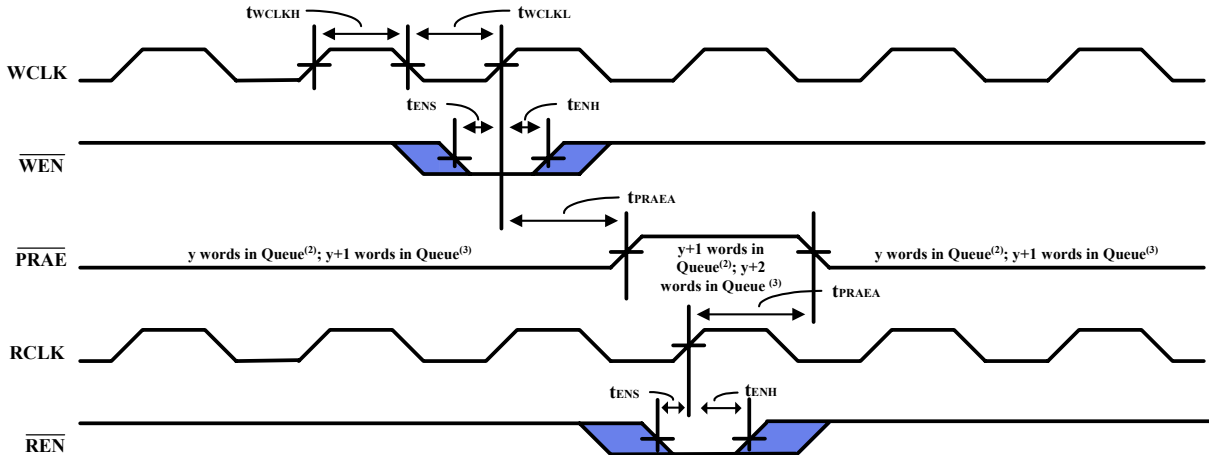 tWCLKH
tWCLKL
WCLK
tENS
tENH
WEN
tPRAEA
PRAE
y words in Queue(2); y+1 words in Queue(3)
y+1 words in
Queue(2); y+2
words in Queue (3)
y words in Queue(2); y+1 words in Queue(3)
tPRAEA
RCLK
tENS
tENH
REN